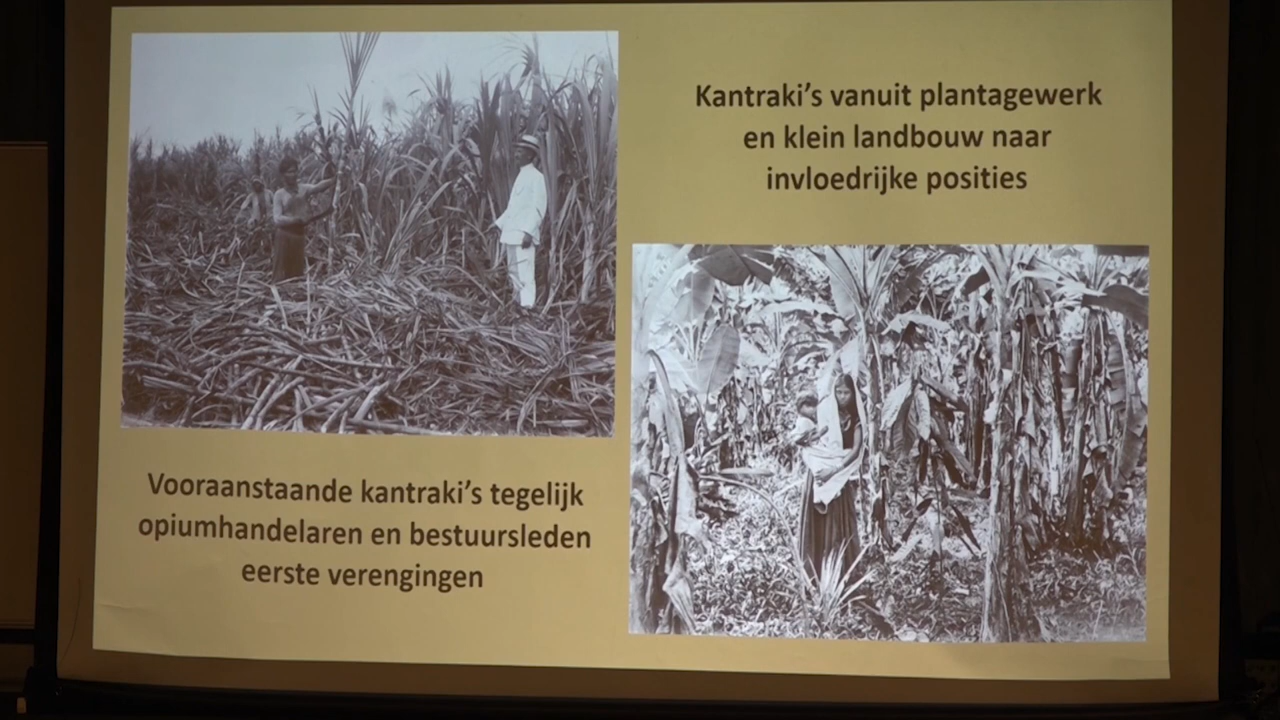 Kantraki's vanuit plantagewerk
en klein landbouw naar
invloedrijke posities
Vooraanstaande kantraki's tegelijk
opiumhandelaren en bestuursleden
eerste verengingen